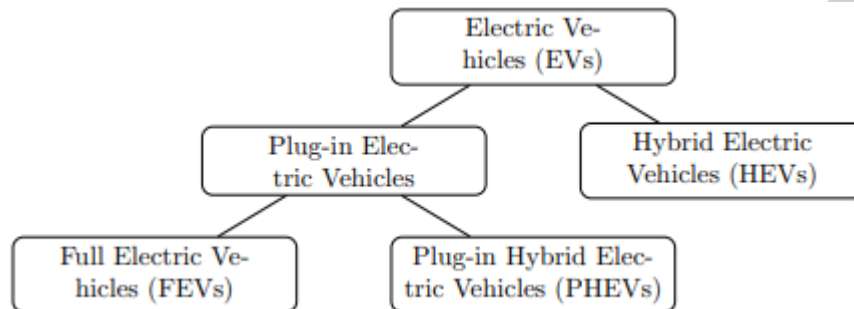 Electric Ve-
hicles (EVs)
Plug-in Elec-
tric Vehicles
Hybrid Electric
Vehicles (HEVs)
Full Electric Ve-
hicles (FEVs)
Plug-in Hybrid Elec-
tric Vehicles (PHEVs)